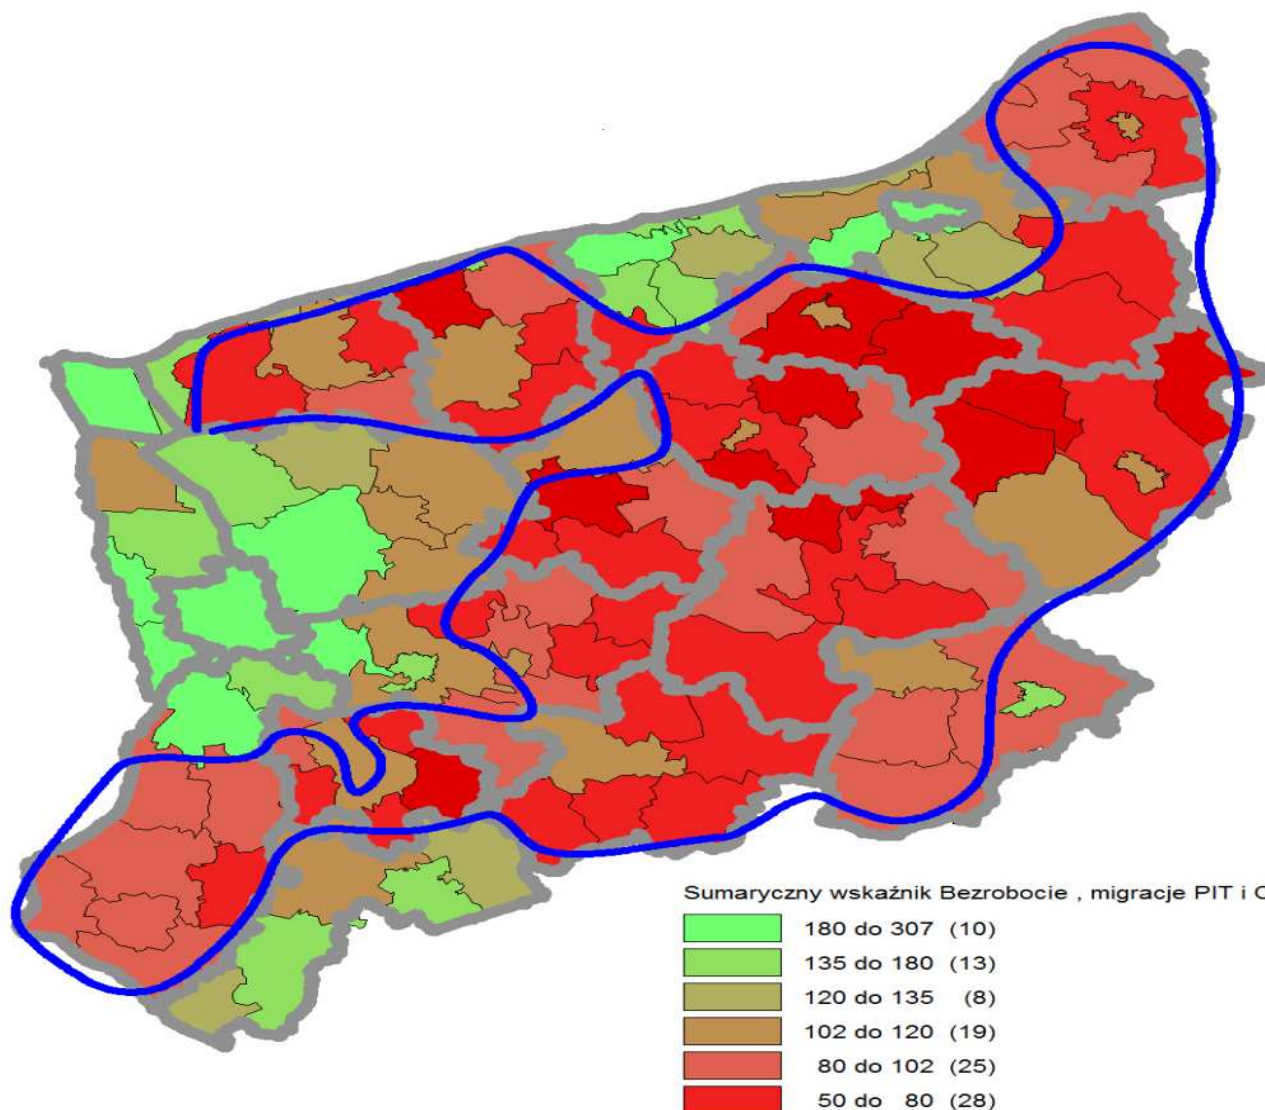 Sumaryczny wskaźnik Bezrobocie , migracje PIT i C
180 do 307 (10)
135 do 180 (13)
120 do 135 (8)
102 do 120 (19)
80 do 102 (25)
50 do 80 (28)